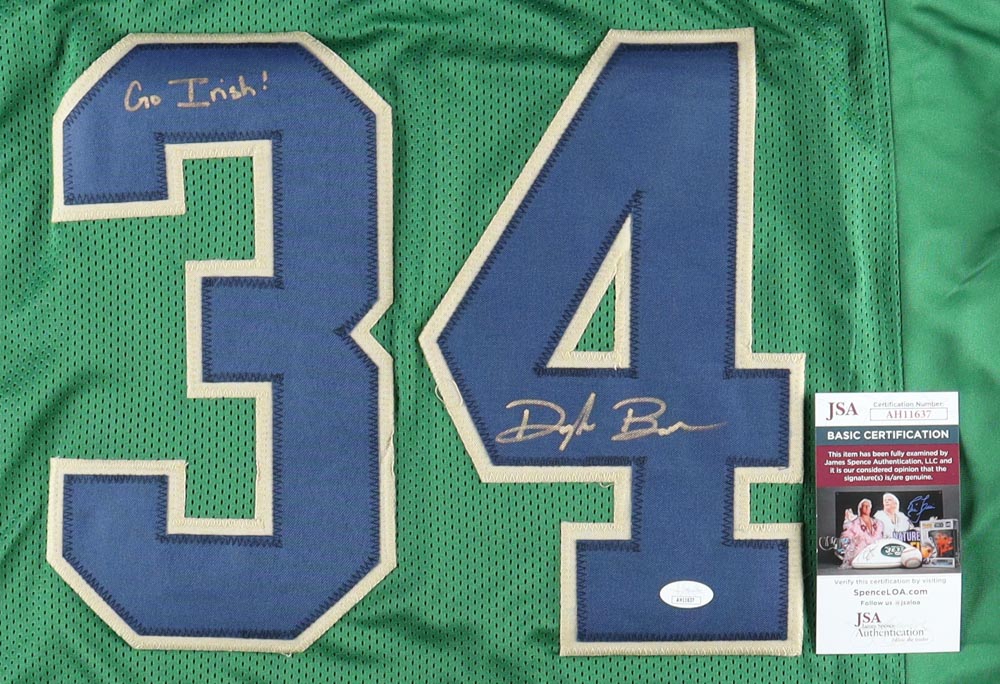 34
Go Irish!
JSA
Certification Number:
AH11637
BASIC CERTIFICATION
This item has been fully examined by
James Spence Authentication, LLC and
it is our considered opinion that the
signature(s) is/are genuine.
Verify this certification by visiting
SpenceLOA.com
Follow us @jsaloa
JSA
James Spence
Authentication
AH11637